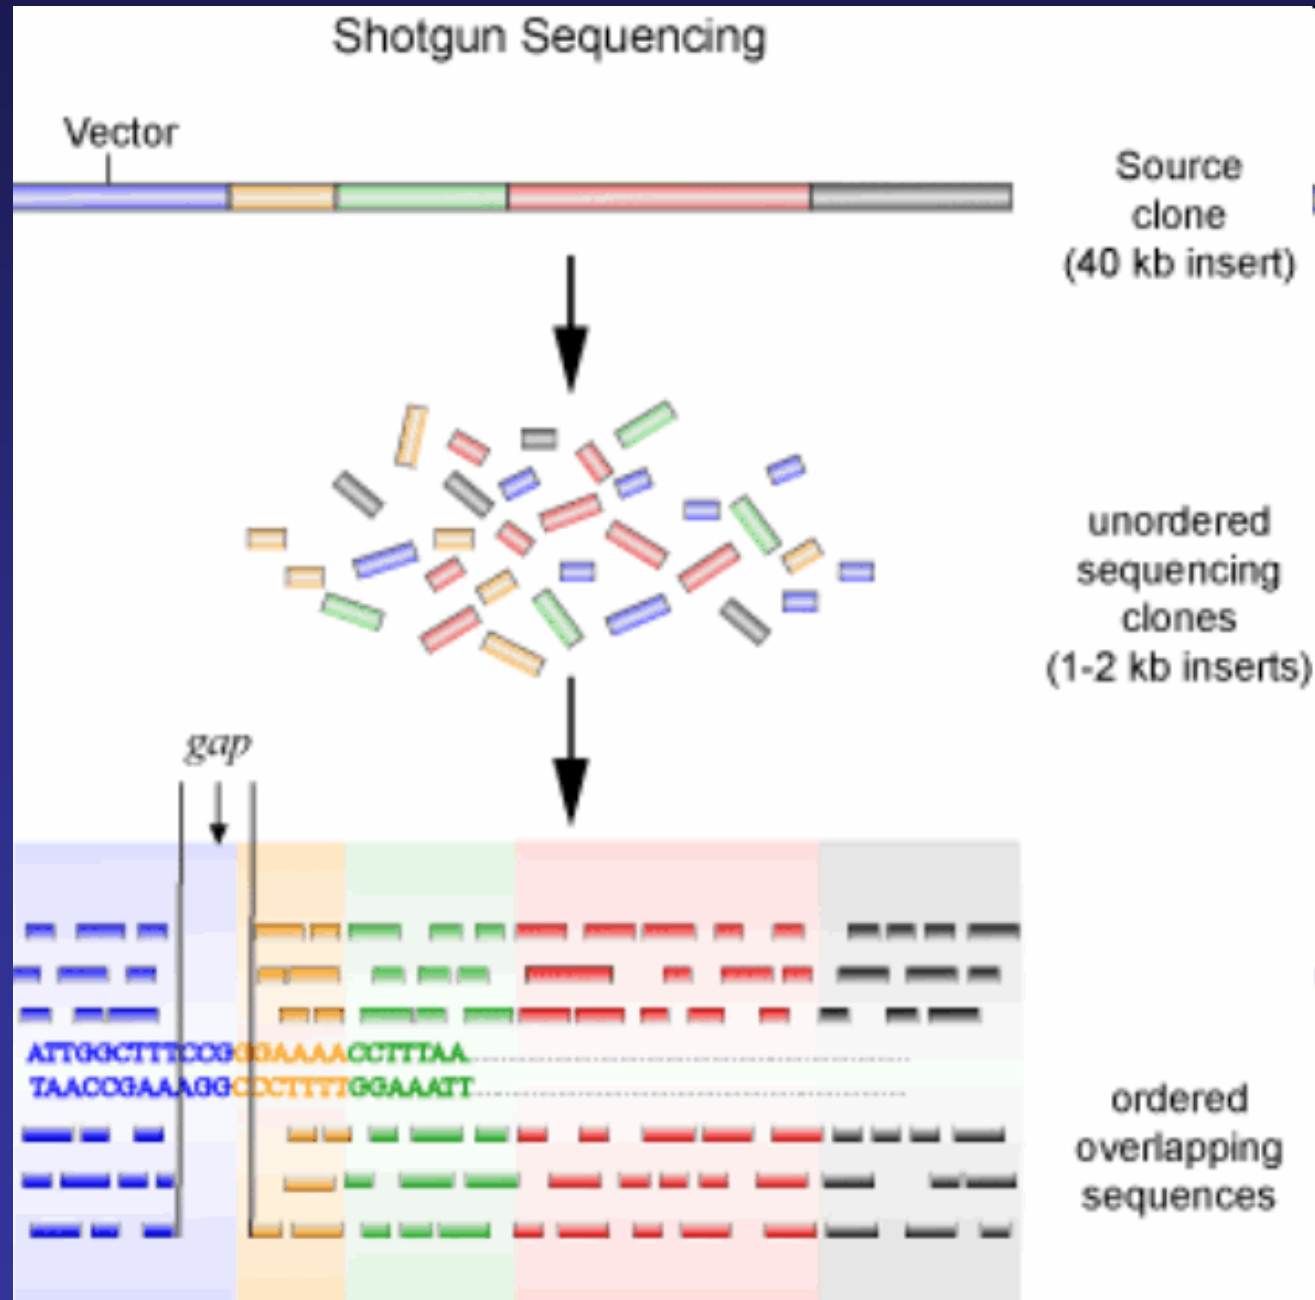 Shotgun Sequencing
Vector
Source
clone
(40 kb insert)
unordered
sequencing
clones
(1-2 kb inserts)
gap
ATTGGCTTTCCGGGAAAACCTTTAA
TAACCGAAAGGCCCTTTTGGAAATT
ordered
overlapping
sequences